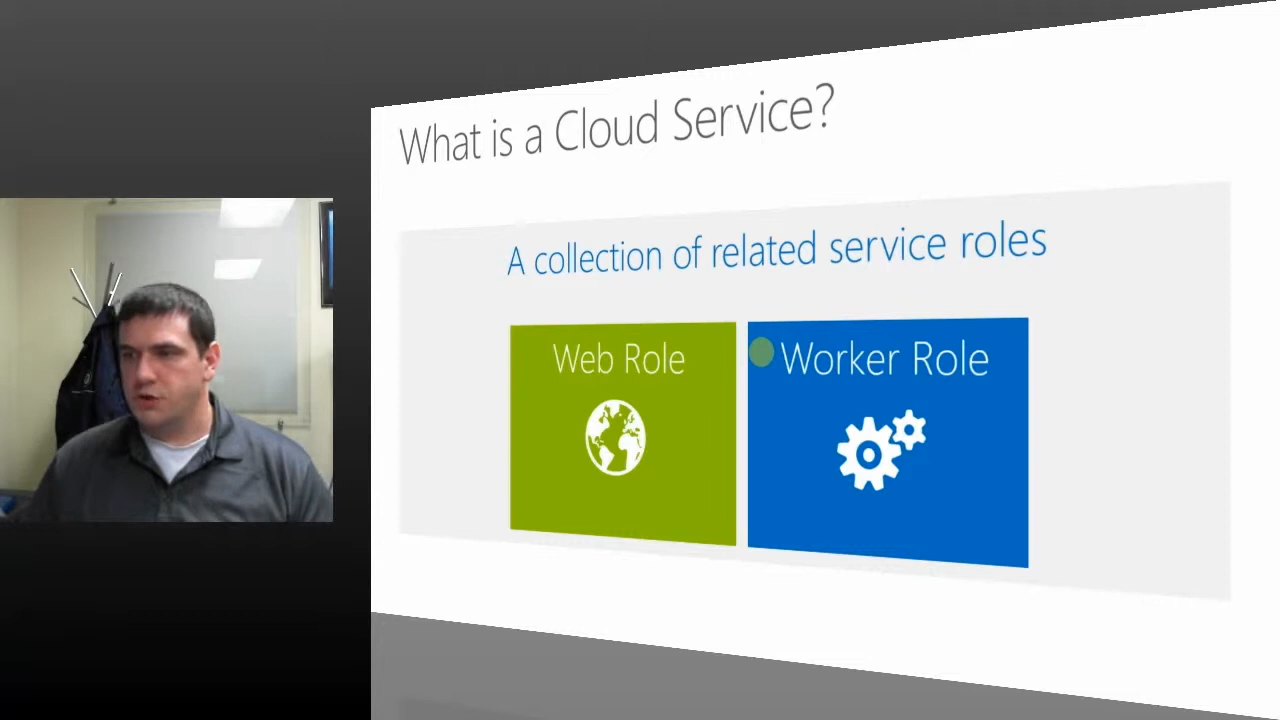 What is a Cloud Service?
A collection of related service roles
Web Role
Worker Role